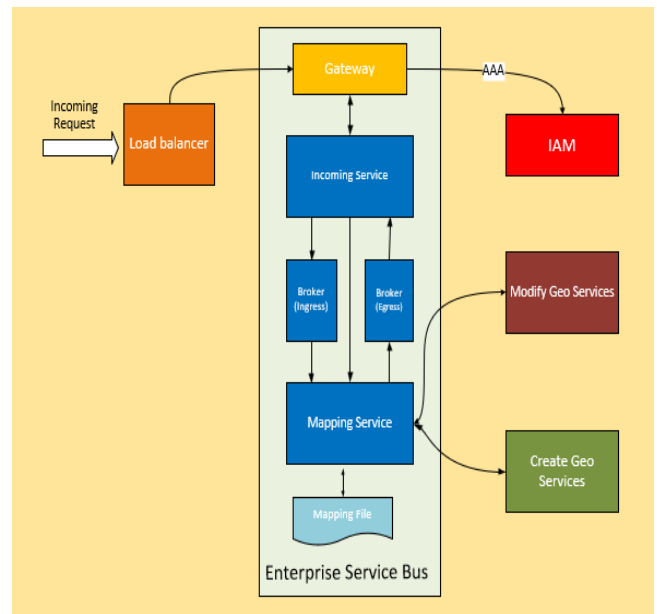 Gateway
AAA
Incoming
Request
Load balancer
IAM
Incoming Service
Broker
(Ingress)
Broker
(Egress)
Modify Geo Services
Mapping Service
Create Geo
Services
Mapping File
Enterprise Service Bus